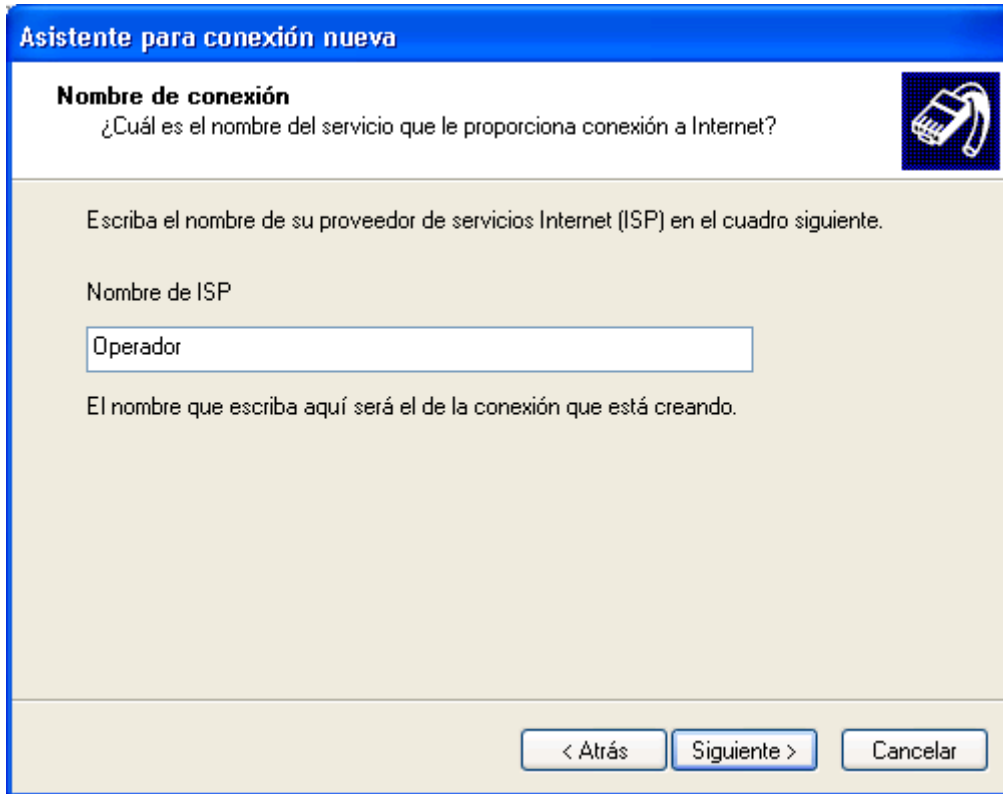 Asistente para conexión nueva
Nombre de conexión
¿Cuál es el nombre del servicio que le proporciona conexión a Internet?
Escriba el nombre de su proveedor de servicios Internet (ISP) en el cuadro siguiente.
Nombre de ISP
Operador
El nombre que escriba aquí será el de la conexión que está creando.
< Atrás Siguiente > Cancelar